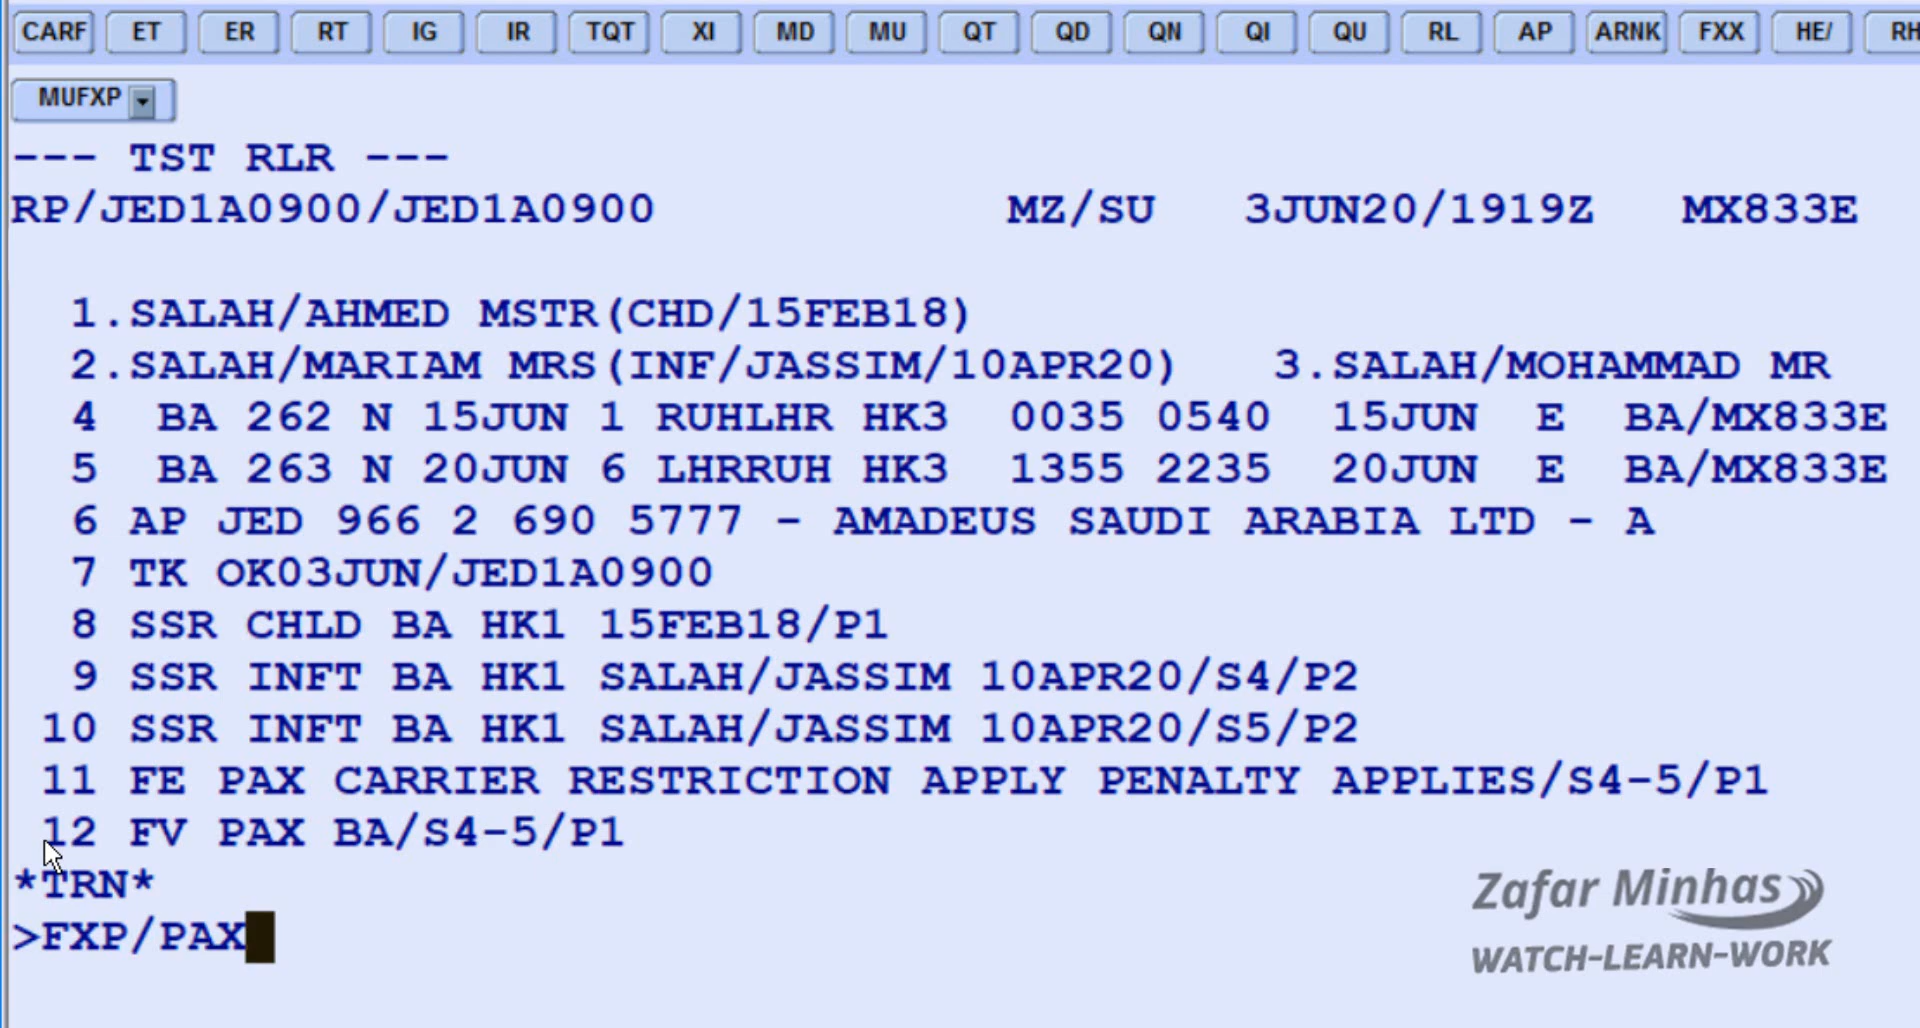 CARF ET ER RT IG IR TQT XI MD MU QT QD QN QI QU RL AP ARNK FXX HE/ RH
MUFXP
--- TST RLR ---
RP/JED1A0900/JED1A0900 MZ/SU 3JUN20/1919Z MX833E
1.SALAH/AHMED MSTR(CHD/15FEB18)
2.SALAH/MARIAM MRS(INF/JASSIM/10APR20) 3.SALAH/MOHAMMAD MR
4 BA 262 N 15JUN 1 RUHLHR HK3 0035 0540 15JUN E BA/MX833E
5 BA 263 N 20JUN 6 LHRRUH HK3 1355 2235 20JUN E BA/MX833E
6 AP JED 966 2 690 5777 - AMADEUS SAUDI ARABIA LTD - A
7 TK OK03JUN/JED1A0900
8 SSR CHLD BA HK1 15FEB18/P1
9 SSR INFT BA HK1 SALAH/JASSIM 10APR20/S4/P2
10 SSR INFT BA HK1 SALAH/JASSIM 10APR20/S5/P2
11 FE PAX CARRIER RESTRICTION APPLY PENALTY APPLIES/S4-5/P1
12 FV PAX BA/S4-5/P1
*TRN*
>FXP/PAX
Zafar Minhas
WATCH-LEARN-WORK